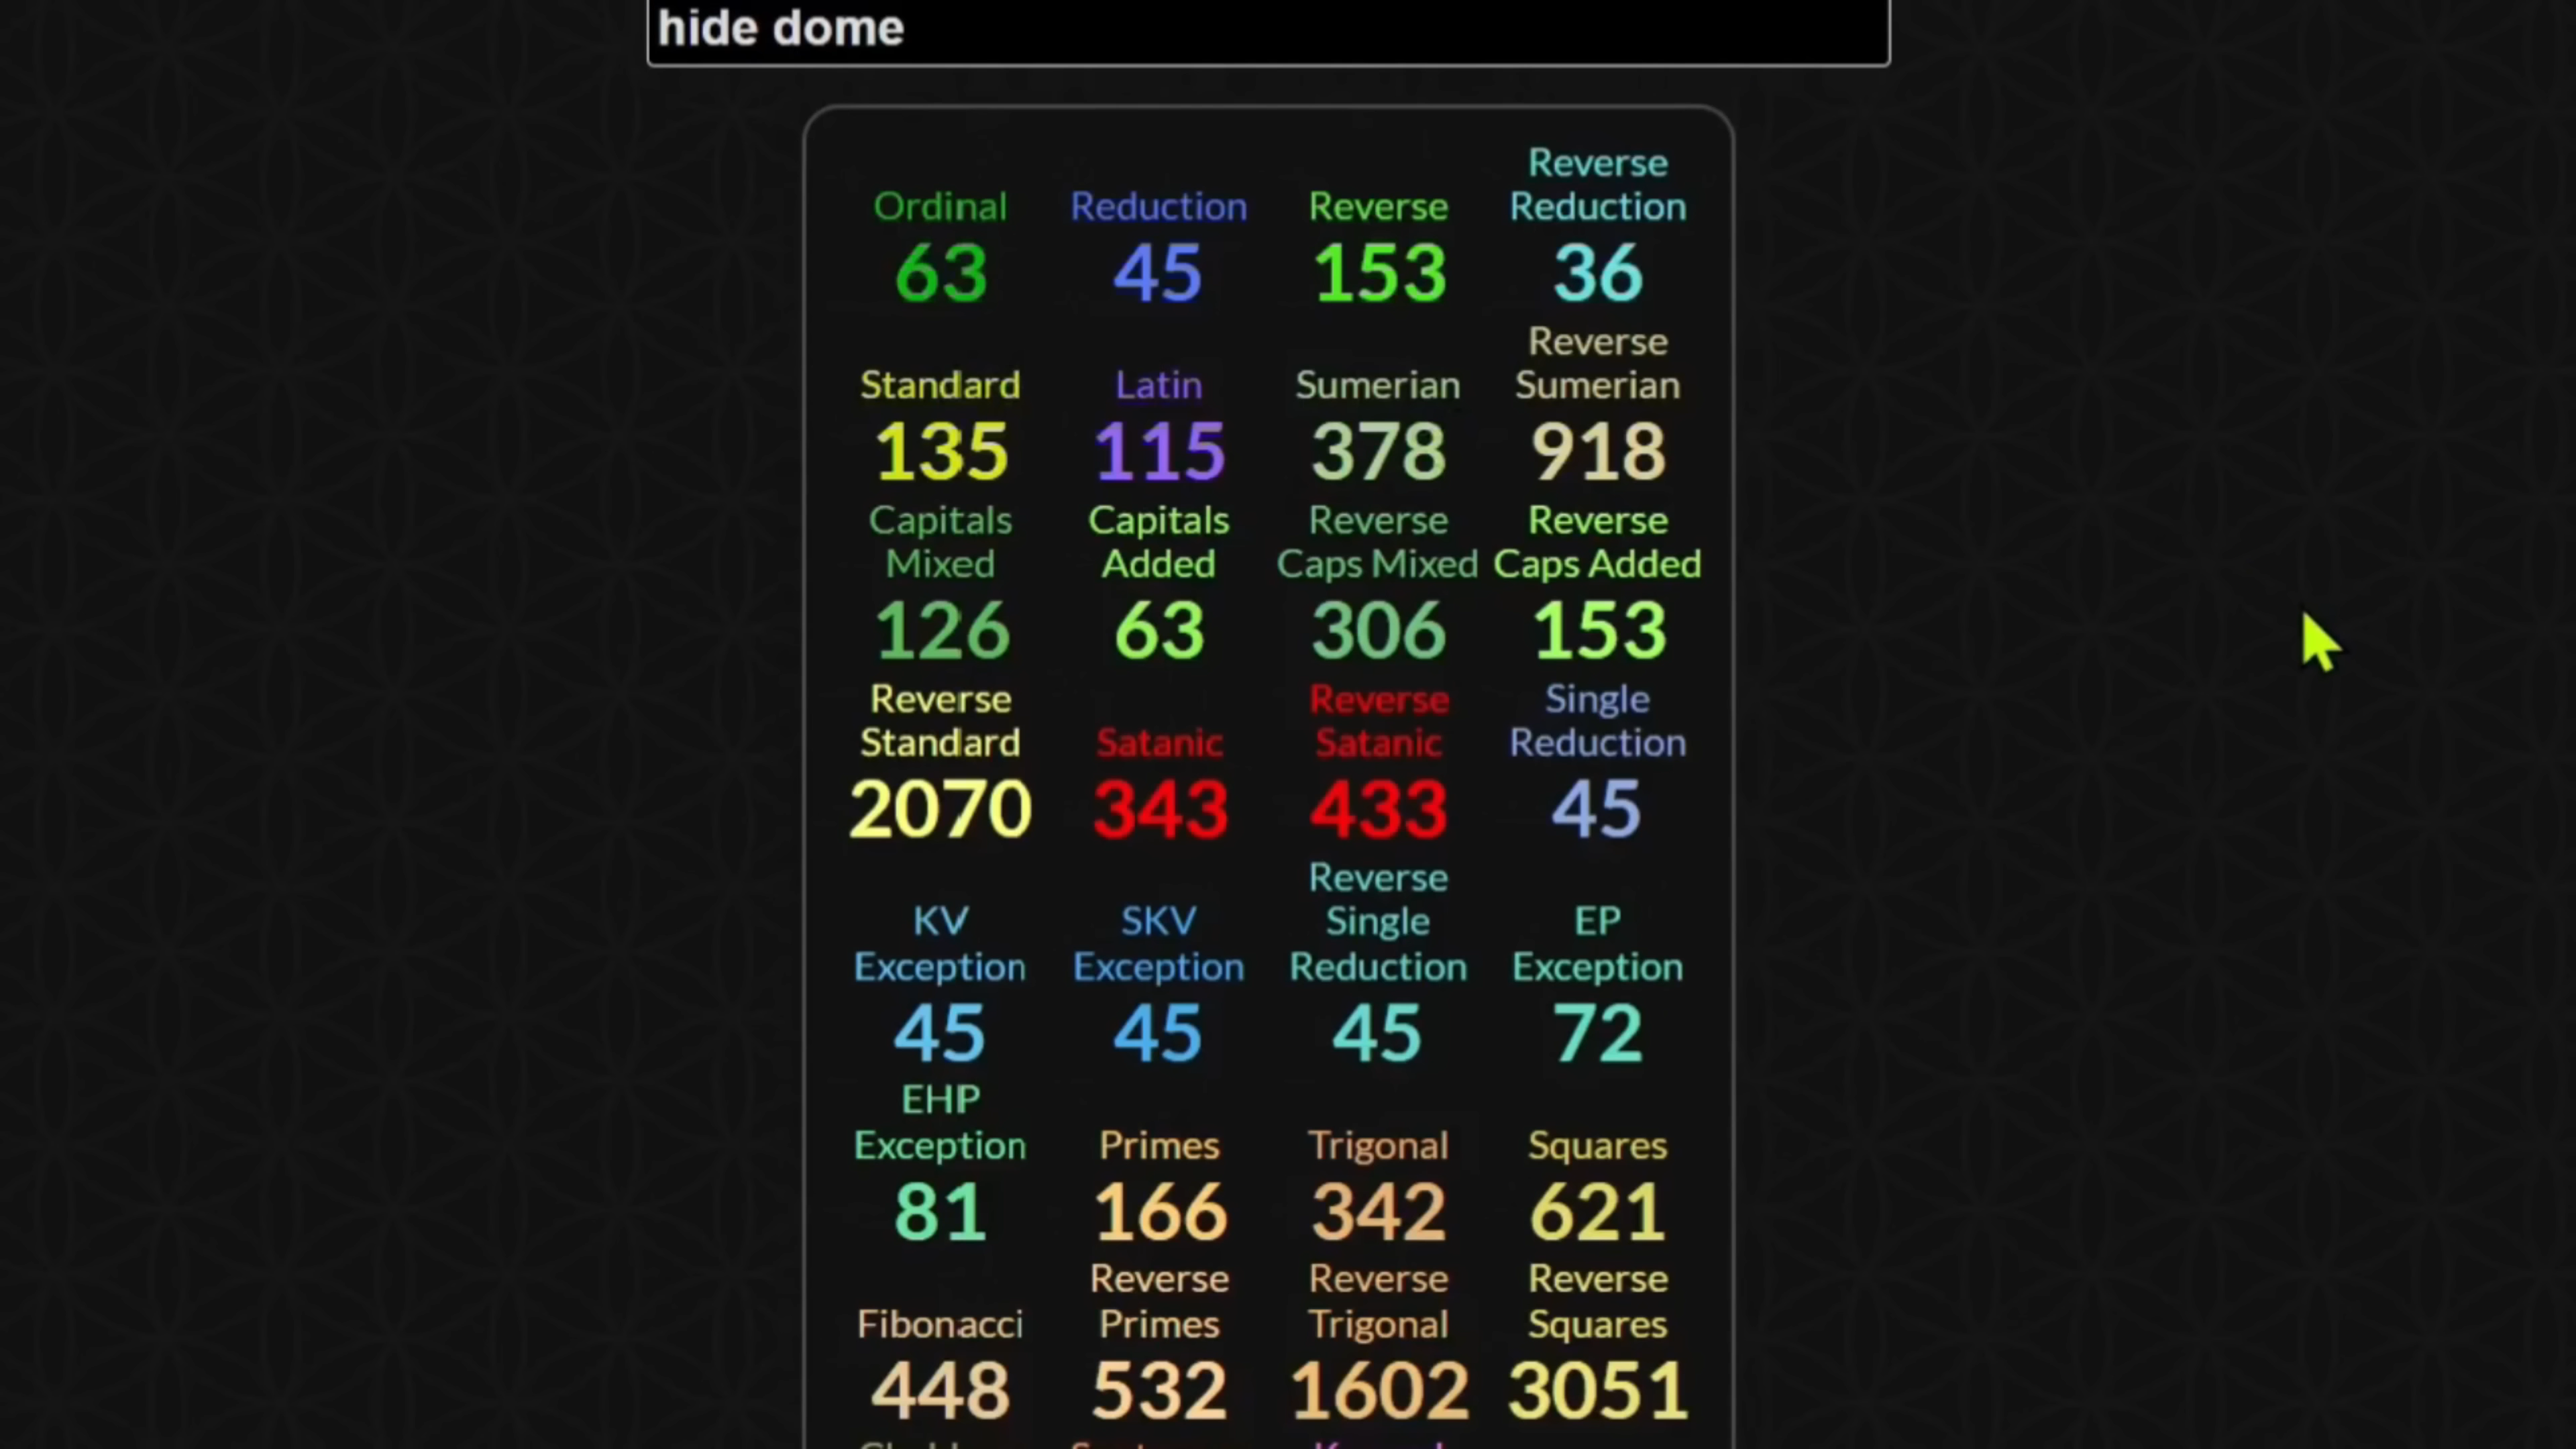 hide dome
Reverse
Ordinal Reduction Reverse Reduction
63 45 153 36
Reverse
Standard Latin Sumerian Sumerian
135 115 378 918
Capitals Capitals Reverse Reverse
Mixed Added Caps Mixed Caps Added
126 63 306 153
Reverse Reverse Single
Standard Satanic Satanic Reduction
2070 343 433 45
Reverse
KV SKV Single EP
Exception Exception Reduction Exception
45 45 45 72
EHP
Exception Primes Trigonal Squares
81 166 342 621
Reverse Reverse Reverse
Fibonacci Primes Trigonal Squares
448 532 1602 3051